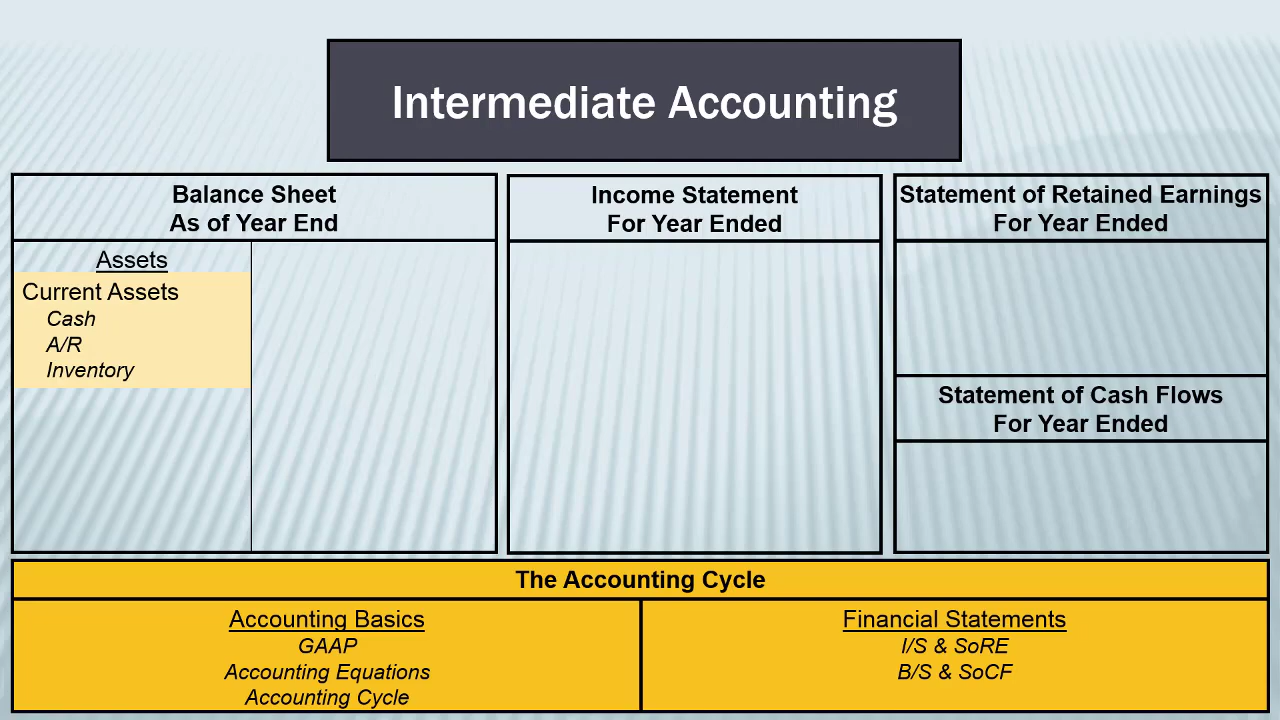 Intermediate Accounting
Balance Sheet
As of Year End
Assets
Current Assets
Cash
A/R
Inventory
Income Statement
For Year Ended
Statement of Retained Earnings
For Year Ended
Statement of Cash Flows
For Year Ended
The Accounting Cycle
Accounting Basics
GAAP
Accounting Equations
Accounting Cycle
Financial Statements
I/S & SoRE
B/S & SoCF